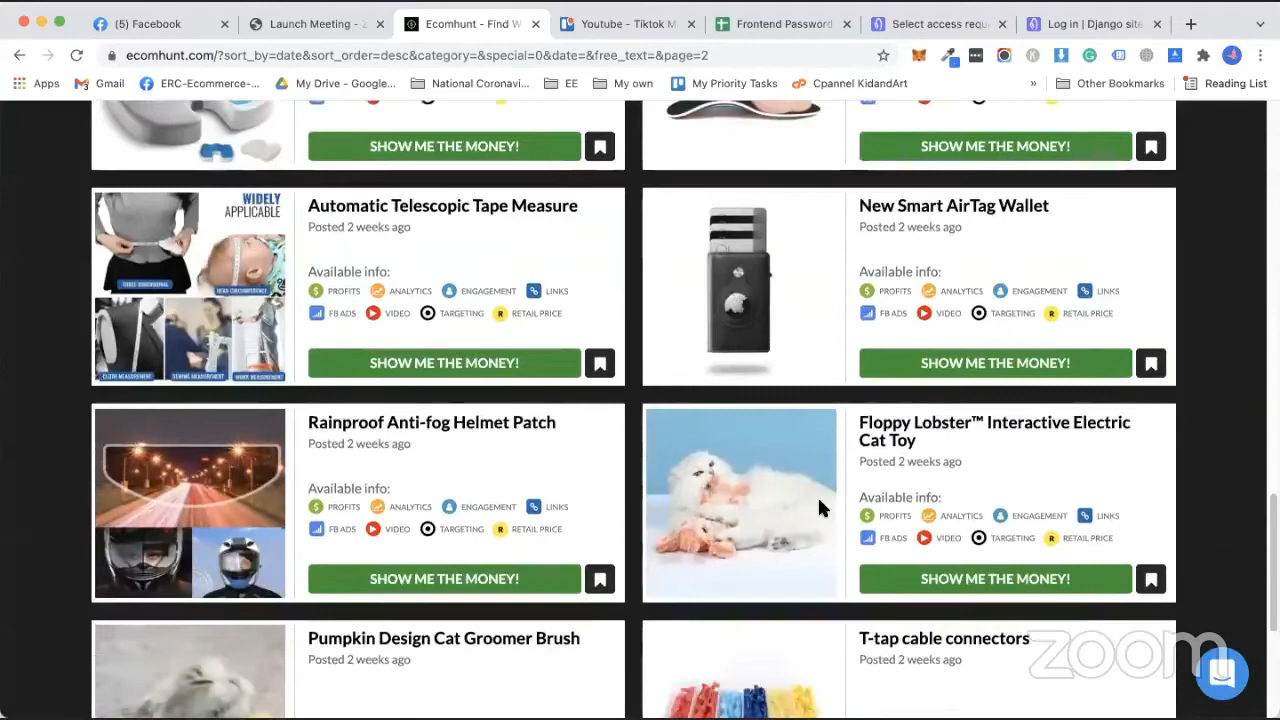 Facebook
Launch Meeting - Z
Ecomhunt - Find W
Youtube - Tiktok M
Frontend Password
Select access requ
Log in | Django site
ecomhunt.com/?sort_by=date&sort_order=desc&category=&special=0&date=&free_text=&page=2
Apps
Gmail
ERC-Ecommerce-...
My Drive - Google...
National Coronavi...
EE
My own
My Priority Tasks
Cpannel KidandArt
»
Other Bookmarks
Reading List
SHOW ME THE MONEY!
SHOW ME THE MONEY!
WIDELY
APPLICABLE
Automatic Telescopic Tape Measure
Posted 2 weeks ago
Available info:
PROFITS ANALYTICS ENGAGEMENT LINKS
FB ADS VIDEO TARGETING R RETAIL PRICE
SHOW ME THE MONEY!
New Smart AirTag Wallet
Posted 2 weeks ago
Available info:
PROFITS ANALYTICS ENGAGEMENT LINKS
FB ADS VIDEO TARGETING R RETAIL PRICE
SHOW ME THE MONEY!
Rainproof Anti-fog Helmet Patch
Posted 2 weeks ago
Available info:
PROFITS ANALYTICS ENGAGEMENT LINKS
FB ADS VIDEO TARGETING R RETAIL PRICE
SHOW ME THE MONEY!
Floppy Lobster™ Interactive Electric
Cat Toy
Posted 2 weeks ago
Available info:
PROFITS ANALYTICS ENGAGEMENT LINKS
FB ADS VIDEO TARGETING R RETAIL PRICE
SHOW ME THE MONEY!
Pumpkin Design Cat Groomer Brush
Posted 2 weeks ago
T-tap cable connectors
Posted 2 weeks ago
zoom